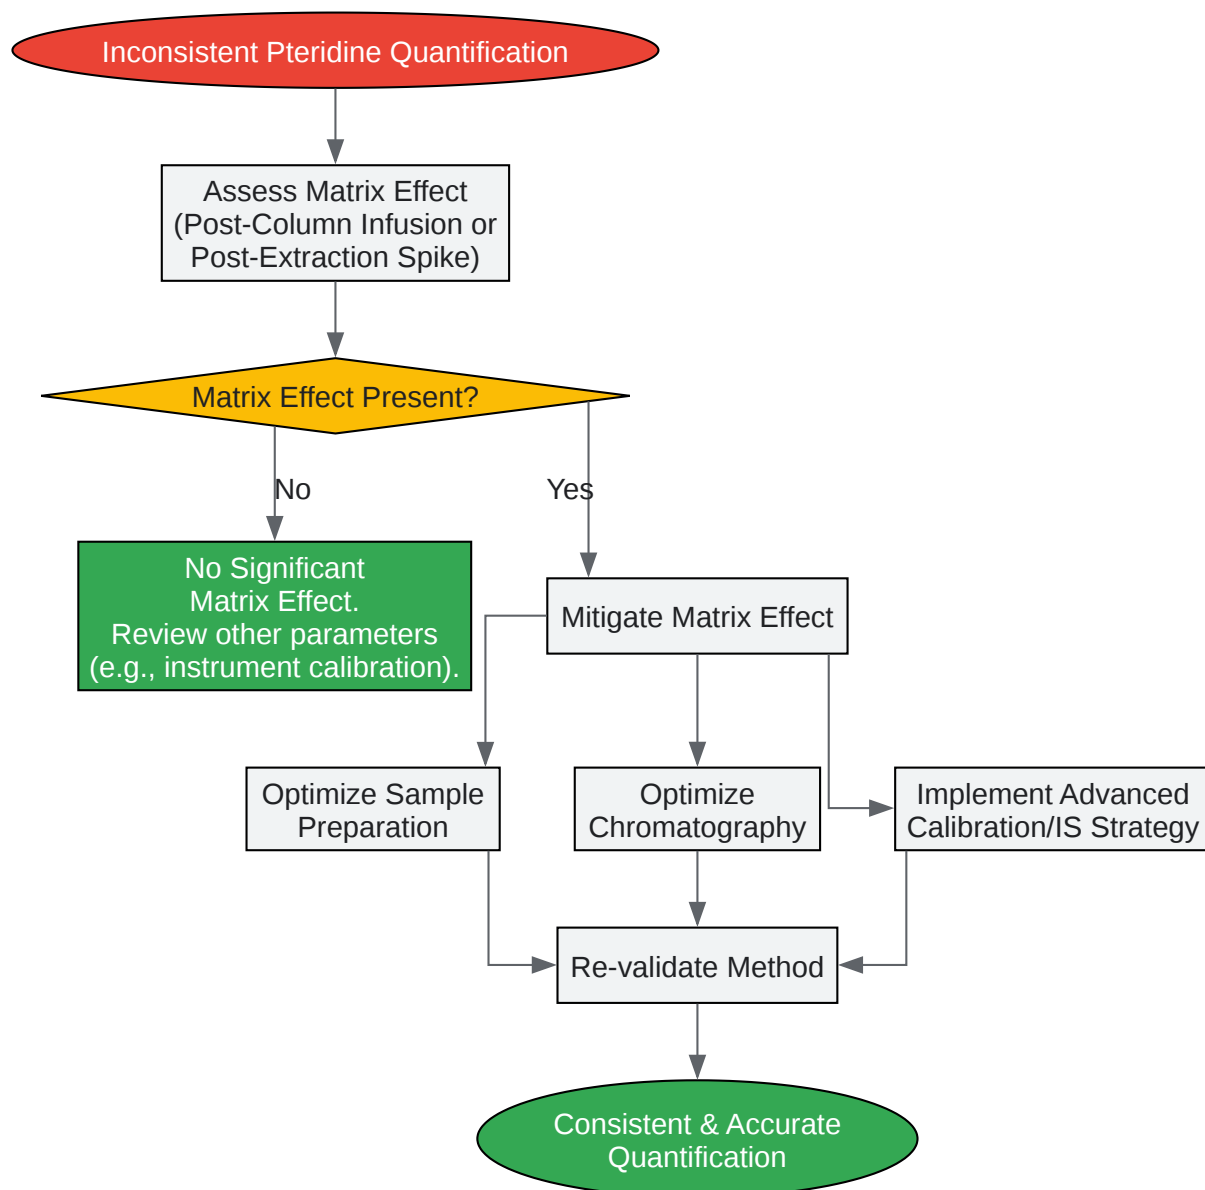 Inconsistent Pteridine Quantification
Assess Matrix Effect
(Post-Column Infusion or
Post-Extraction Spike)
Matrix Effect Present?
No
Yes
No Significant
Matrix Effect.
Review other parameters
(e.g., instrument calibration).
Mitigate Matrix Effect
Optimize Sample
Preparation
Optimize
Chromatography
Implement Advanced
Calibration/IS Strategy
Re-validate Method
Consistent & Accurate
Quantification